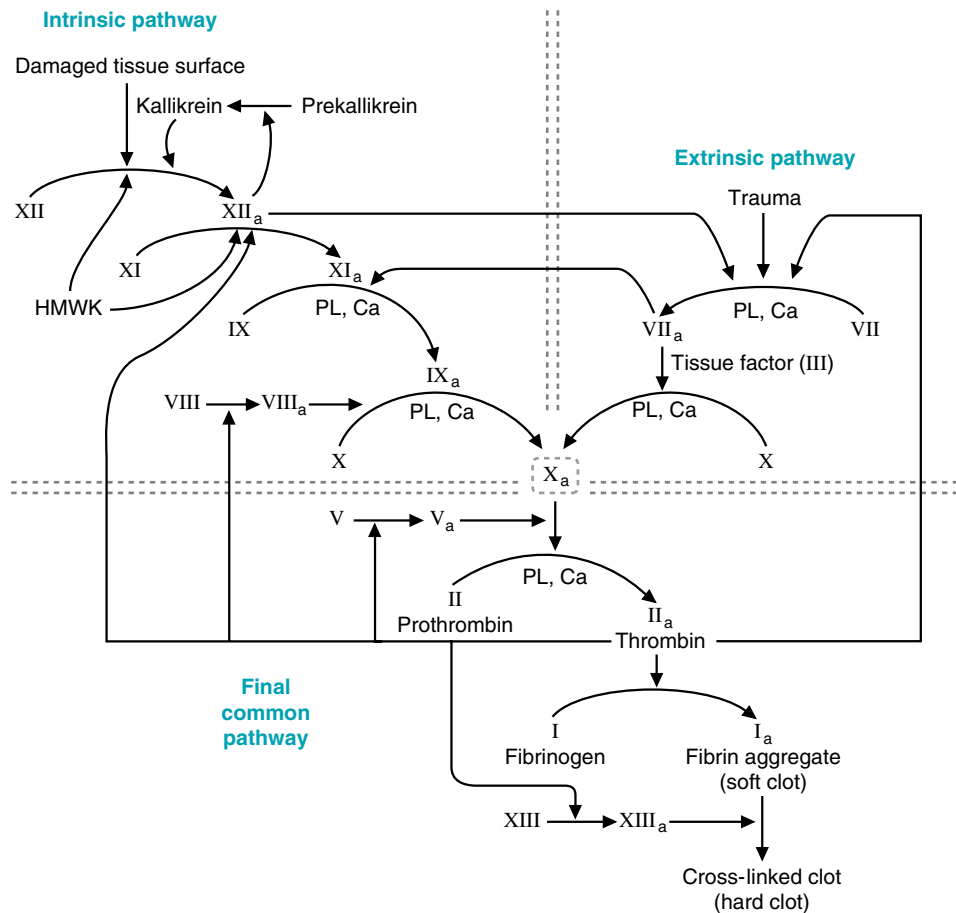 Intrinsic pathway
Damaged tissue surface
Kallikrein
Prekallikrein
Extrinsic pathway
Trauma
XII
XIIa
XI
XIa
HMWK
IX
PL, Ca
PL, Ca
VIIa
VII
Tissue factor (III)
IXa
VIII
VIIIa
PL, Ca
PL, Ca
X
Xa
X
V
Va
PL, Ca
II
Prothrombin
IIa
Thrombin
Final
common
pathway
I
Fibrinogen
Ia
Fibrin aggregate
(soft clot)
XIII
XIIIa
Cross-linked clot
(hard clot)